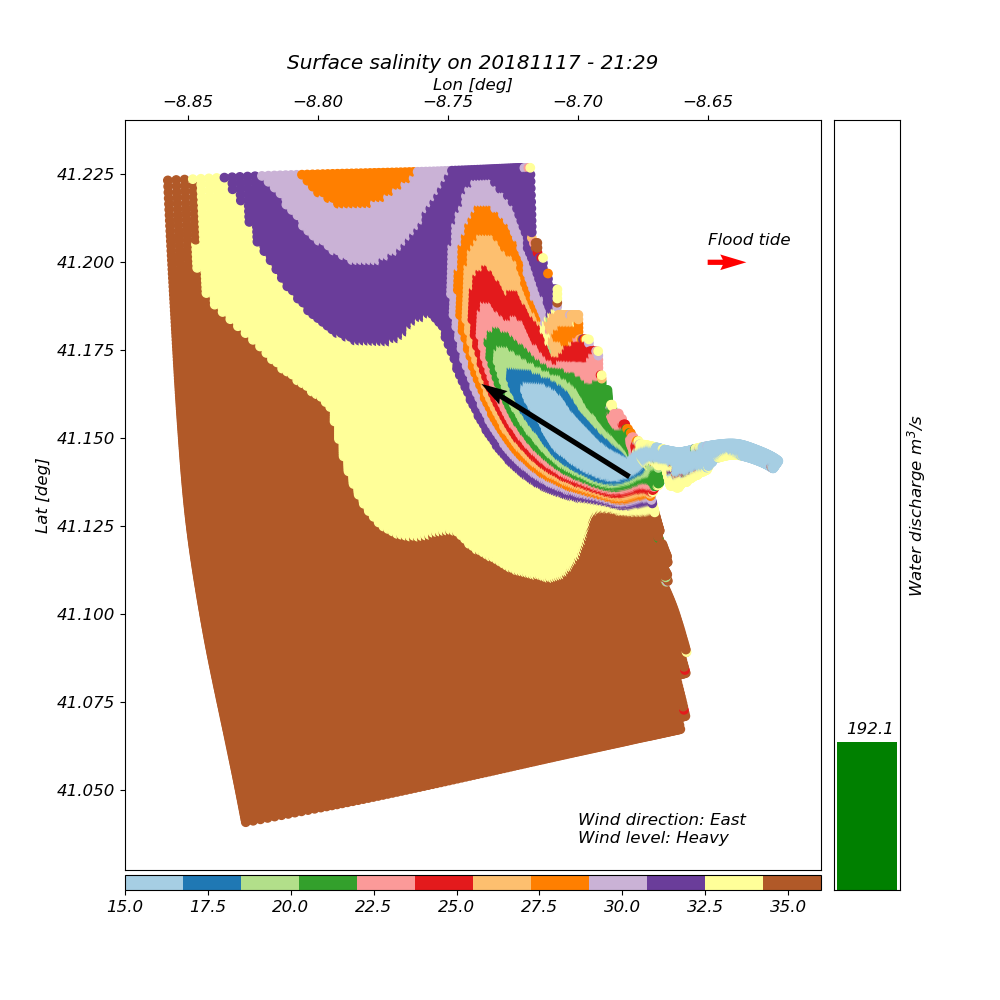 Surface salinity on 20181117 - 21:29
Lon [deg]
−8.85 −8.80 −8.75 −8.70 −8.65
41.225
41.200
41.175
41.150
41.125
41.100
41.075
41.050
Lat [deg]
Flood tide
Wind direction: East
Wind level: Heavy
192.1
Water discharge m³/s
15.0 17.5 20.0 22.5 25.0 27.5 30.0 32.5 35.0